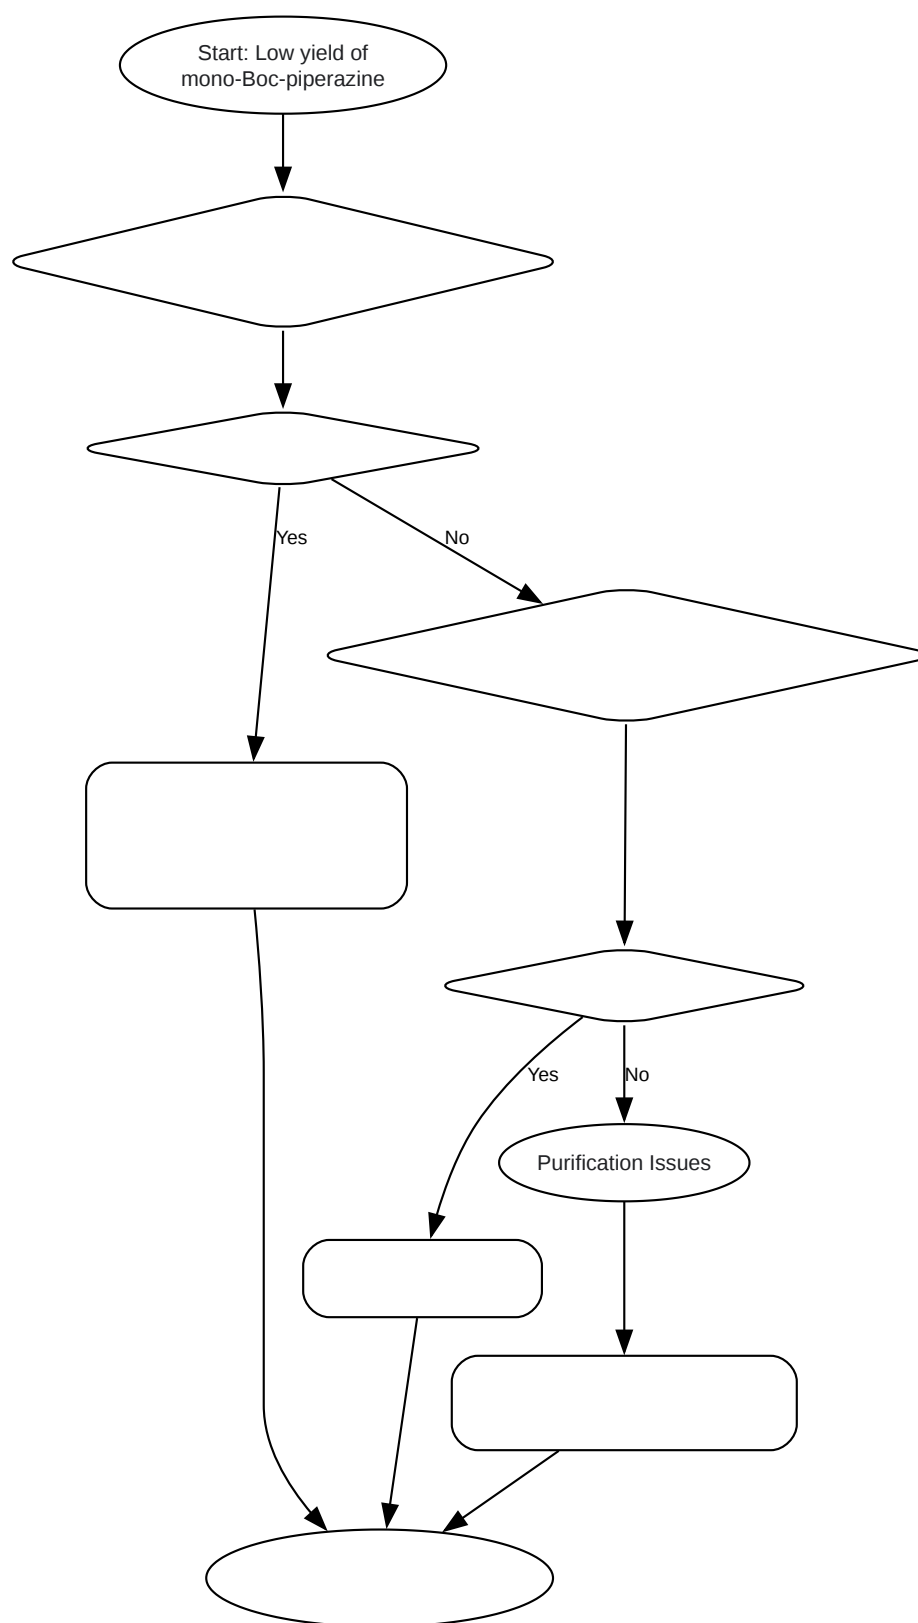 Start: Low yield of
mono-Boc-piperazine
Yes
No
Yes
No
Purification Issues